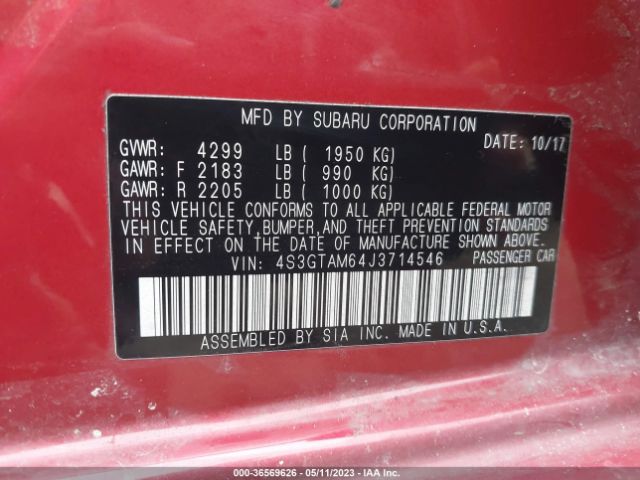 MFD BY SUBARU CORPORATION
DATE: 10/17
GVWR: 4299 LB ( 1950 KG)
GAWR: F 2183 LB ( 990 KG)
GAWR: R 2205 LB ( 1000 KG)
THIS VEHICLE CONFORMS TO ALL APPLICABLE FEDERAL MOTOR
VEHICLE SAFETY,BUMPER,AND THEFT PREVENTION STANDARDS
IN EFFECT ON THE DATE OF MANUFACTURE SHOWN ABOVE.
VIN: 4S3GTAM64J3714546 PASSENGER CAR
ASSEMBLED BY SIA INC. MADE IN U.S.A.
000-36569626 - 05/11/2023 - IAA Inc.